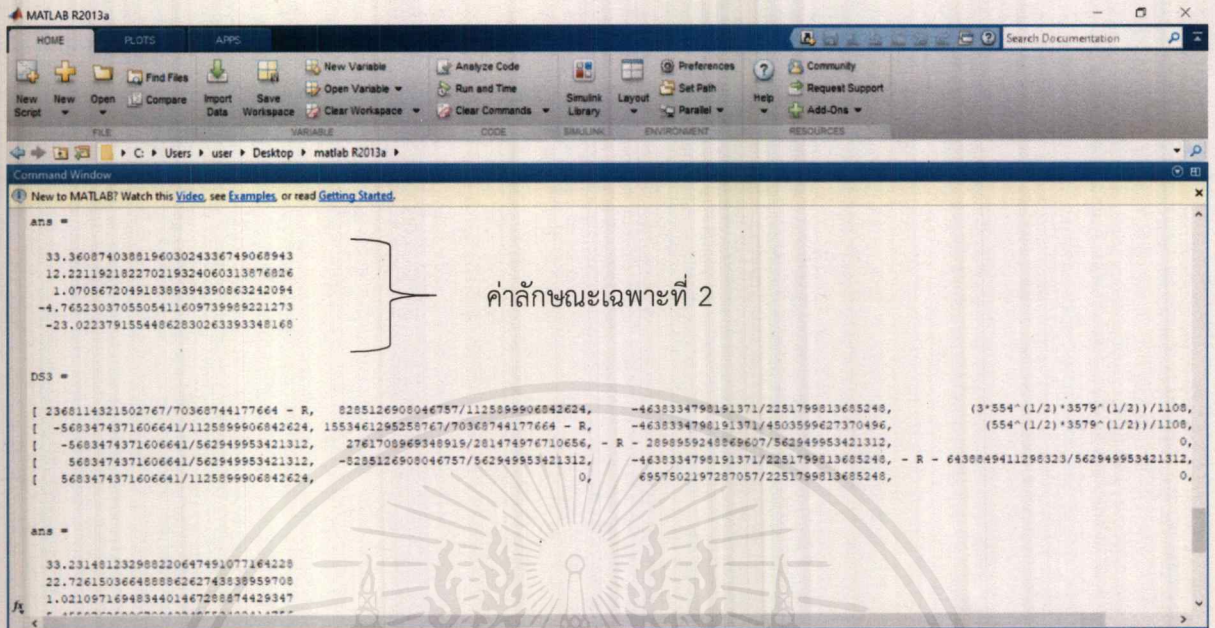 MATLAB R2013a
HOME PLOTS APPS Search Documentation
New Script New Open Find Files Compare Import Data Save Workspace New Variable Open Variable Clear Workspace Analyze Code Run and Time Clear Commands Simulink Library Layout Preferences Set Path Parallel Help Community Request Support Add-Ons
FILE VARIABLE CODE SIMULINK ENVIRONMENT RESOURCES
C: Users user Desktop matlab R2013a
Command Window
New to MATLAB? Watch this Video, see Examples, or read Getting Started.
ans =
33.360874038819603024336749068943
12.221192182270219324060313876826
1.070567204918389394390863242094
-4.7652303705505411609739989221273
-23.022379155448628302633933481​68
ค่าลักษณะเฉพาะที่ 2
DS3 =
[ 2368114321502767/70368744177664 - R, 8285126908046757/1125899906842624, -4638334798191371/2251799813685248, (3*554^(1/2)*3579^(1/2))/1108,
[ -5683474371606641/1125899906842624, 1553461295258767/70368744177664 - R, -4638334798191371/4503599627370496, (554^(1/2)*3579^(1/2))/1108,
[ -5683474371606641/562949953421312, 2761708969348919/281474976710656, - R - 2898959248869607/562949953421312, 0,
[ 5683474371606641/562949953421312, -8285126908046757/562949953421312, -4638334798191371/2251799813685248, - R - 6438849411298323/562949953421312,
[ 5683474371606641/1125899906842624, 0, 6957502197287057/2251799813685248, 0,
ans =
33.231481232988220647491077164228
22.726150366488886262743838959708
1.0210971694834401467288874429347
fx